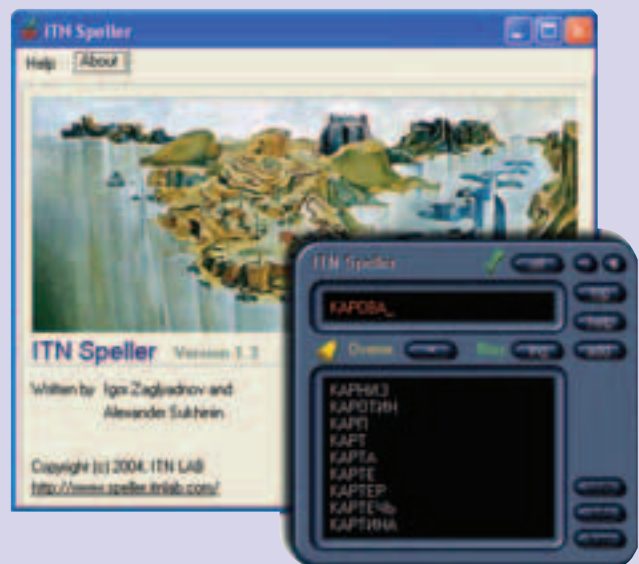 ITN Speller
Help About
ITN Speller Version 1.3
Written by Igor Zaglyadnov and
Alexander Sukhinin
Copyright (c) 2004, ITN LAB
http://www.speller.itnlab.com/
ITN Speller
КАРОВА_
КАРНИЗ
КАРОТИН
КАРП
КАРТ
КАРТА
КАРТЕ
КАРТЕР
КАРТЕЧЬ
КАРТИНА